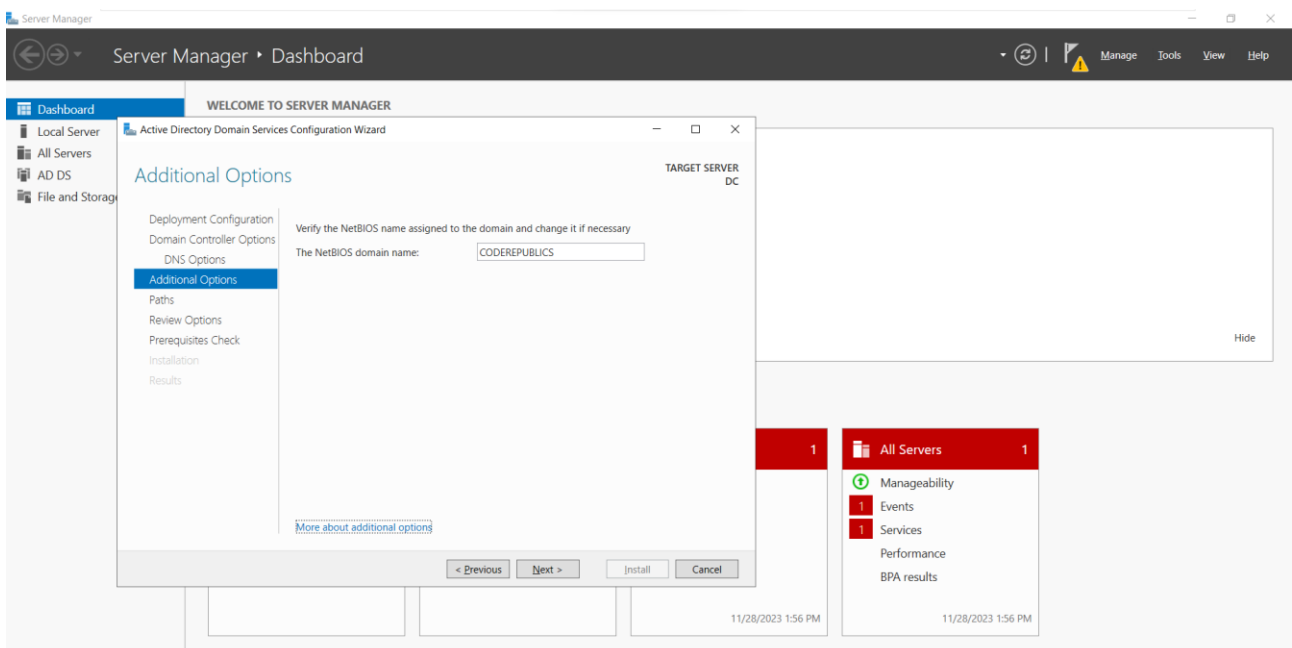 Server Manager
Server Manager ‣ Dashboard
Manage Tools View Help
Dashboard
Local Server
All Servers
AD DS
File and Storag
WELCOME TO SERVER MANAGER
Active Directory Domain Services Configuration Wizard
Additional Options
TARGET SERVER
DC
Deployment Configuration
Domain Controller Options
DNS Options
Additional Options
Paths
Review Options
Prerequisites Check
Installation
Results
Verify the NetBIOS name assigned to the domain and change it if necessary
The NetBIOS domain name: CODEREPUBLICS
More about additional options
< Previous Next > Install Cancel
Hide
1
11/28/2023 1:56 PM
All Servers 1
Manageability
1 Events
1 Services
Performance
BPA results
11/28/2023 1:56 PM